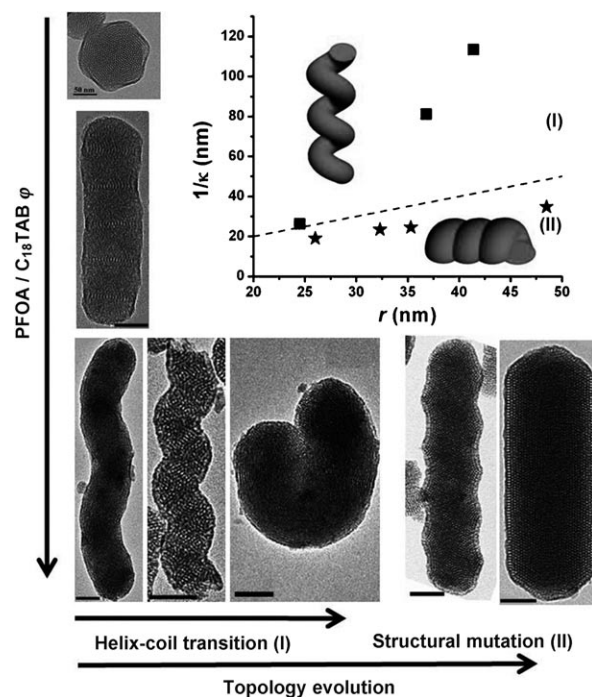 50 nm
120
100
80
60
40
20
0
1/κ (nm)
(I)
(II)
20 25 30 35 40 45 50
r (nm)
PFOA / C₁₈TAB φ
Helix-coil transition (I)
Structural mutation (II)
Topology evolution